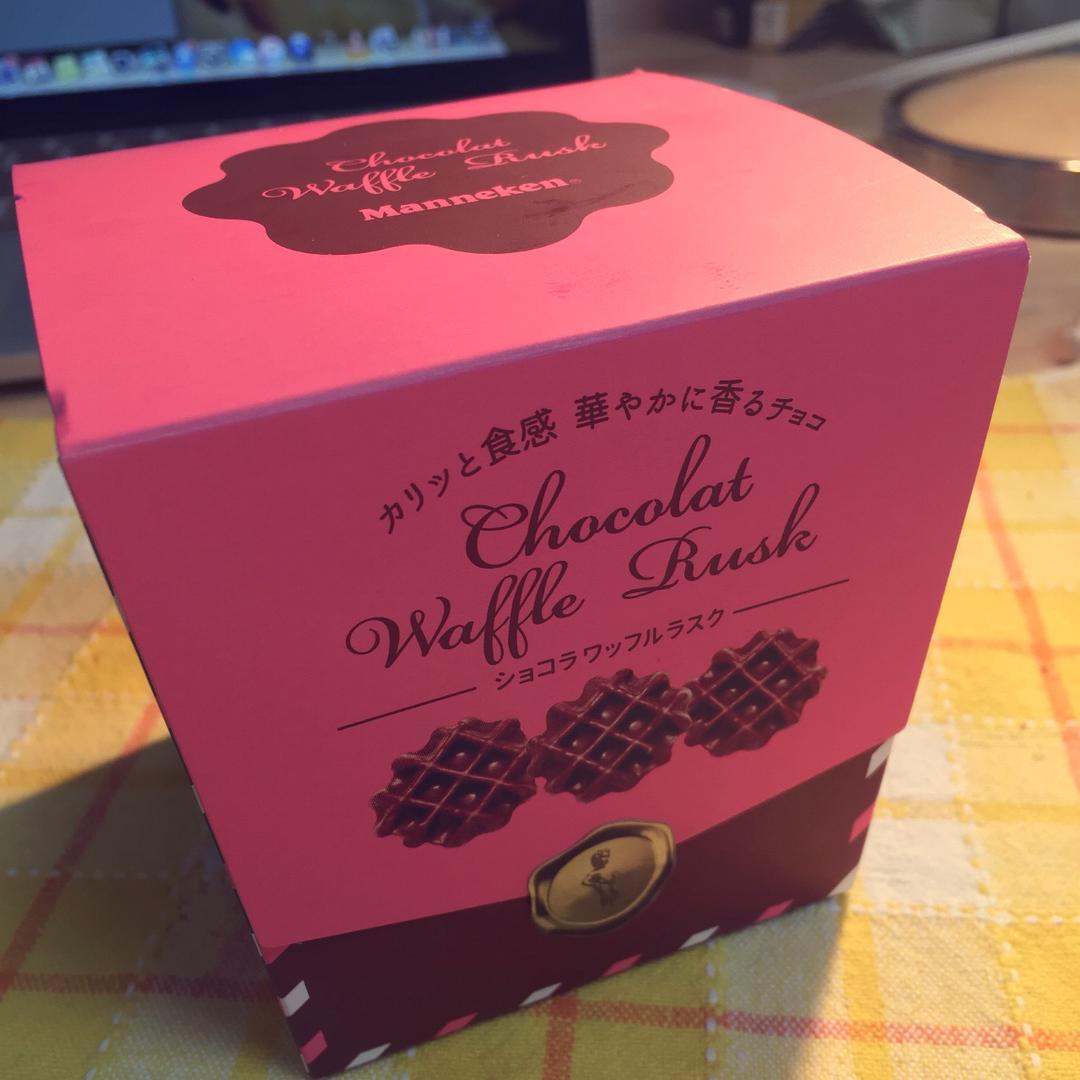 Chocolat
Waffle Rusk
Manneken®
カリッと食感 華やかに香るチョコ
Chocolat
Waffle Rusk
ショコラワッフルラスク